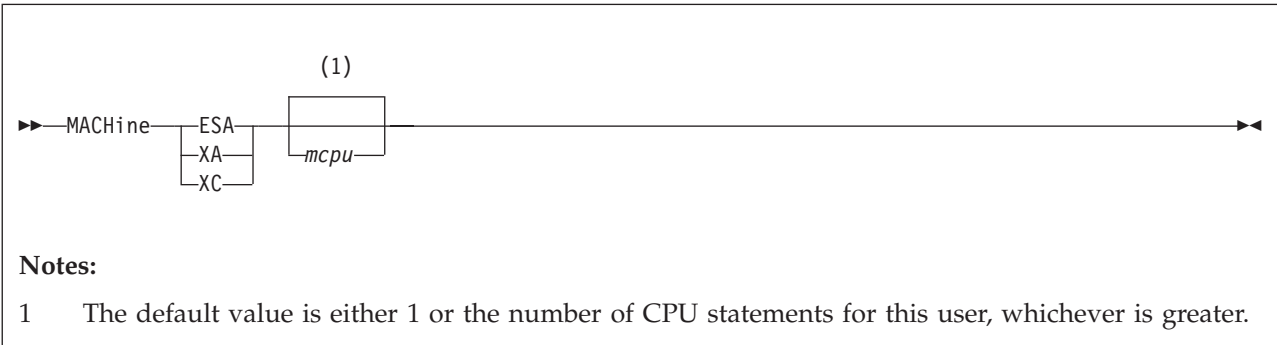 (1)
MACHine ESA
XA mcpu
XC
Notes:
1 The default value is either 1 or the number of CPU statements for this user, whichever is greater.